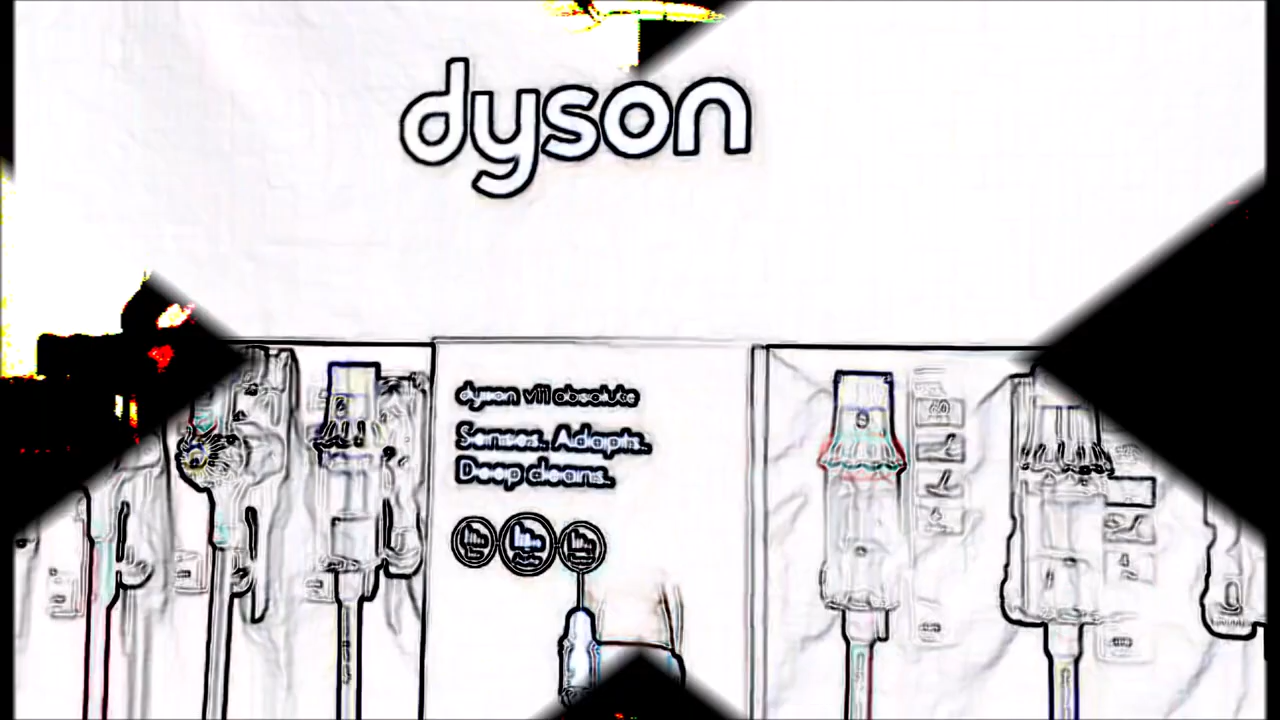 dyson
dyson v11 absolute
Senses. Adapts.
Deep cleans.